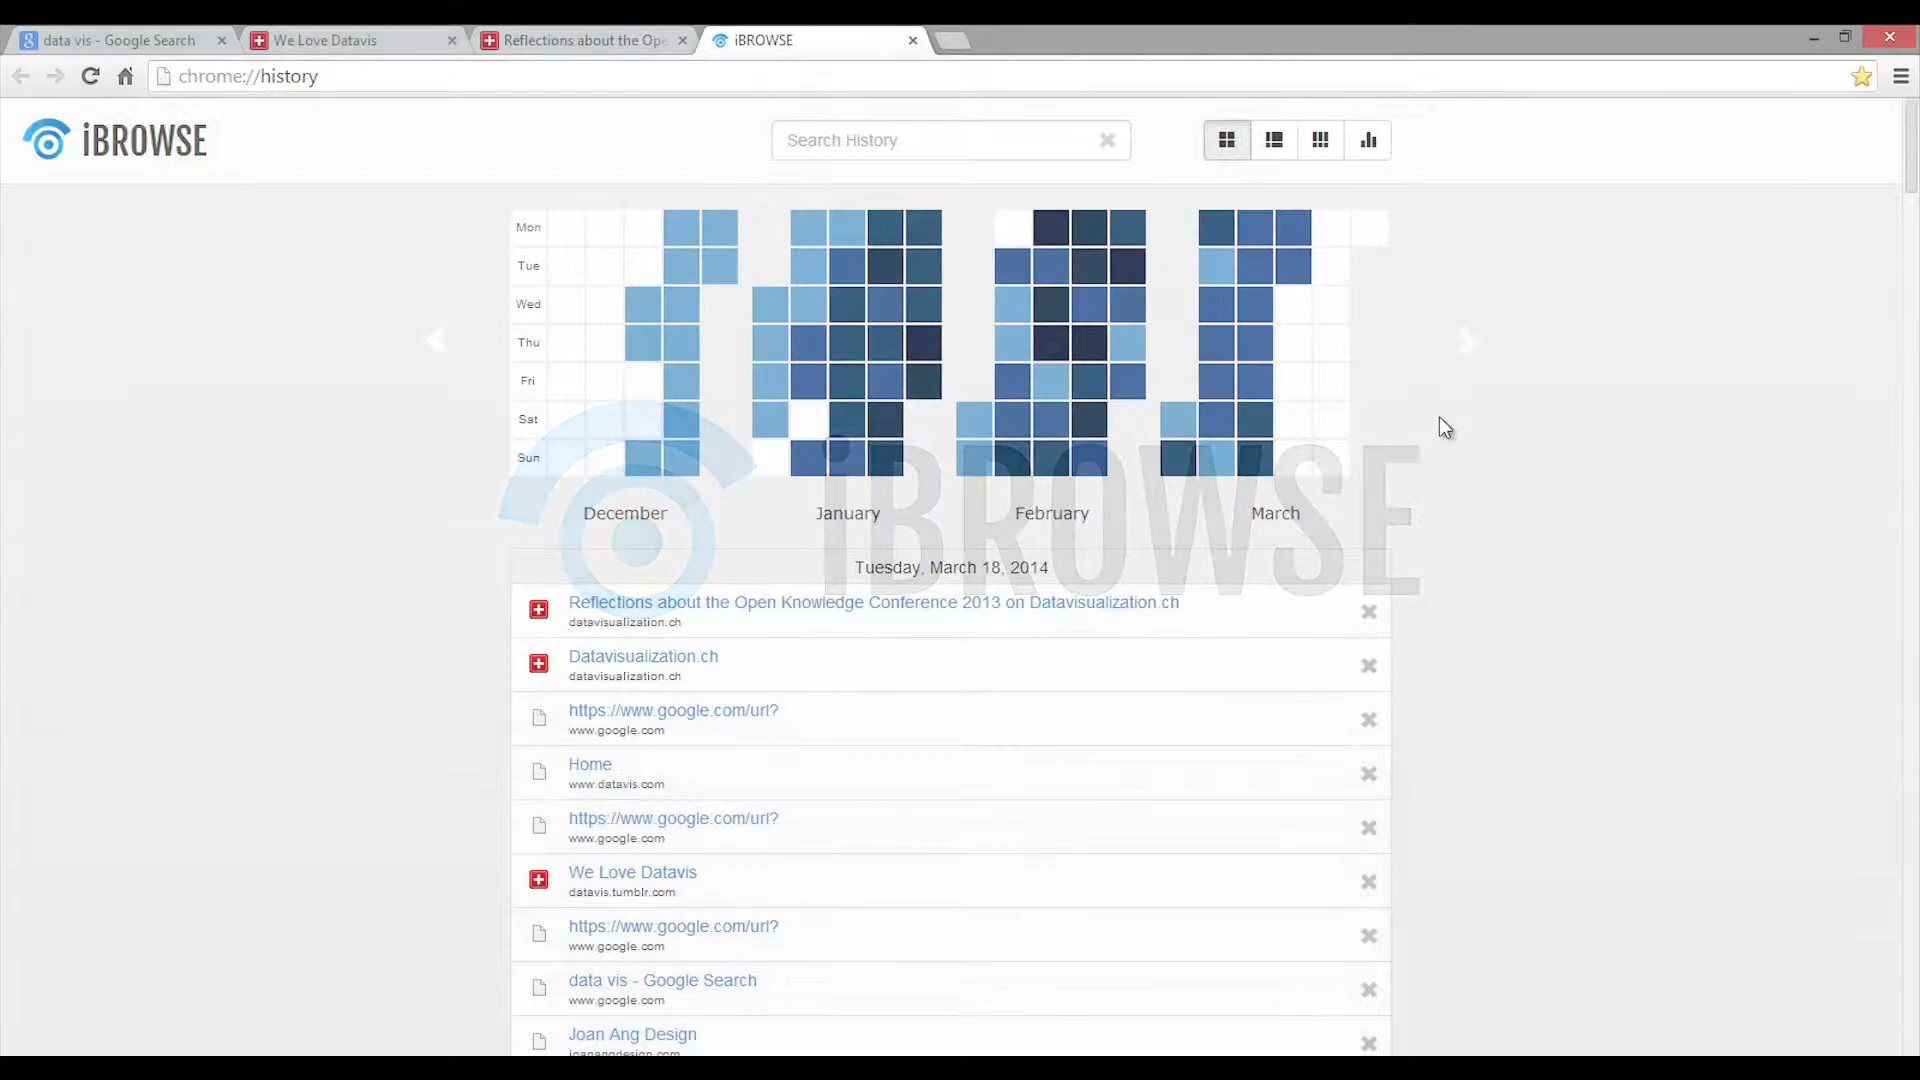 data vis - Google Search
We Love Datavis
Reflections about the Ope
iBROWSE
chrome://history
iBROWSE
Search History
Mon
Tue
Wed
Thu
Fri
Sat
Sun
iBROWSE
December January February March
Tuesday, March 18, 2014
Reflections about the Open Knowledge Conference 2013 on Datavisualization.ch
datavisualization.ch
Datavisualization.ch
datavisualization.ch
https://www.google.com/url?
www.google.com
Home
www.datavis.com
https://www.google.com/url?
www.google.com
We Love Datavis
datavis.tumblr.com
https://www.google.com/url?
www.google.com
data vis - Google Search
www.google.com
Joan Ang Design
joanangdesign.com